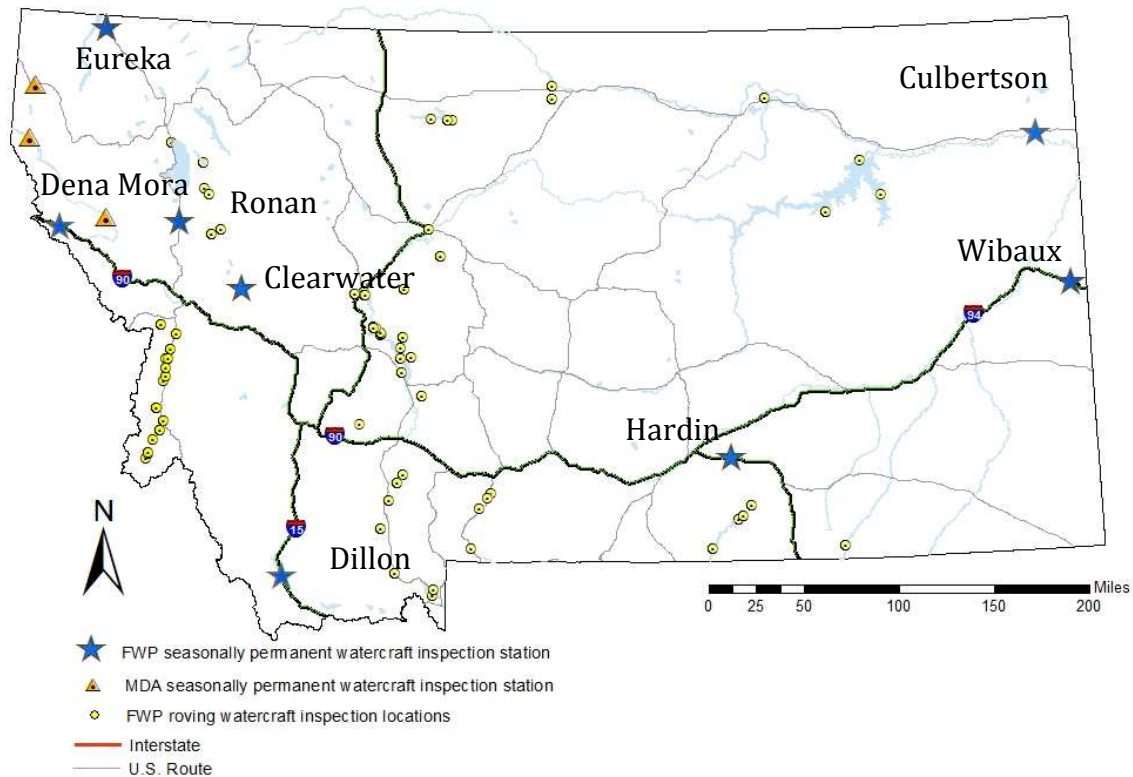 Eureka
Culbertson
Dena Mora
Ronan
Wibaux
90
Clearwater
94
Hardin
90
N
15
Dillon
Miles
0 25 50 100 150 200
FWP seasonally permanent watercraft inspection station
MDA seasonally permanent watercraft inspection station
FWP roving watercraft inspection locations
Interstate
U.S. Route